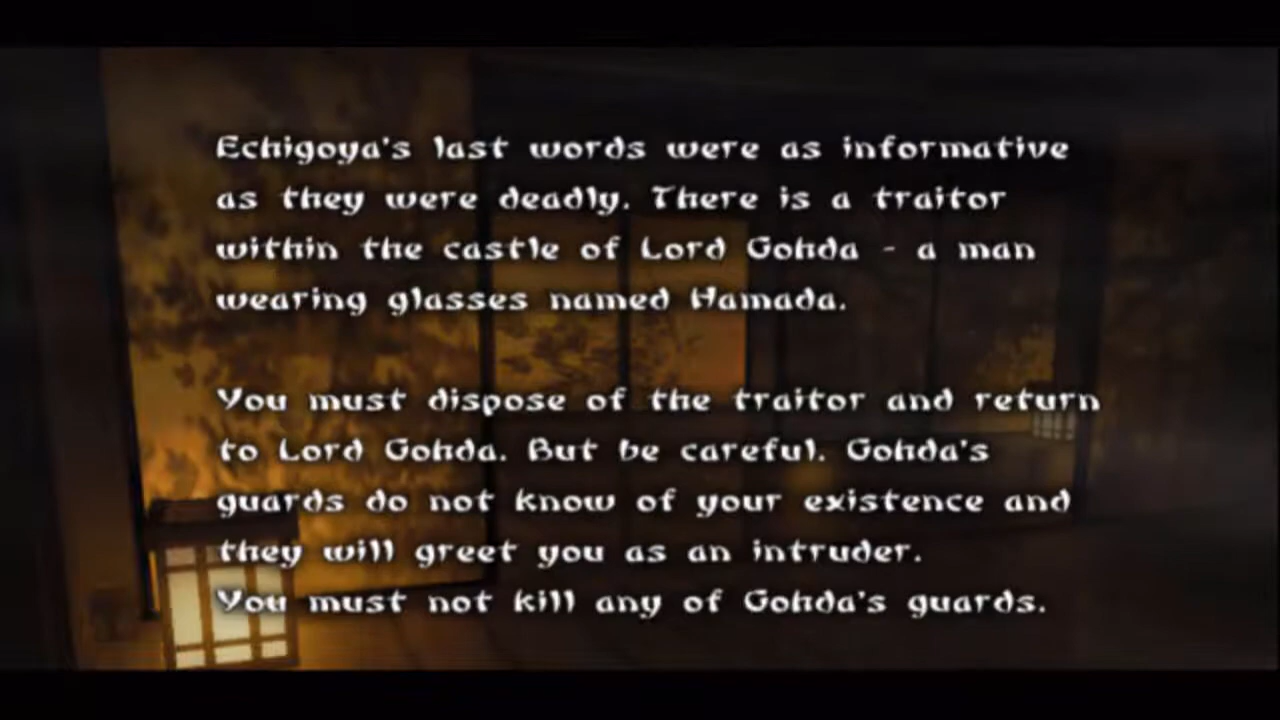 Echigoya's last words were as informative
as they were deadly. There is a traitor
within the castle of Lord Gohda - a man
wearing glasses named Hamada.
You must dispose of the traitor and return
to Lord Gohda. But be careful. Gohda's
guards do not know of your existence and
they will greet you as an intruder.
You must not kill any of Gohda's guards.